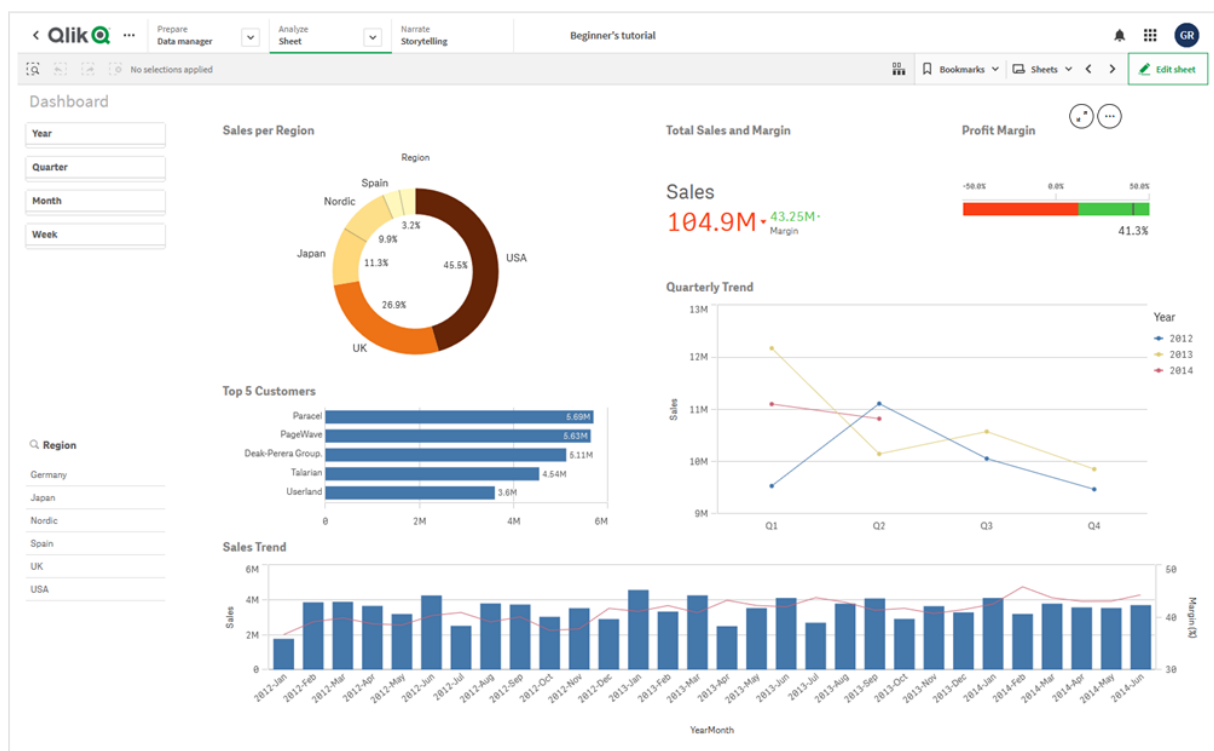 Qlik
Prepare
Data manager
Analyze
Sheet
Narrate
Storytelling
Beginner's tutorial
GR
No selections applied
Bookmarks
Sheets
Edit sheet
Dashboard
Year
Quarter
Month
Week
Region
Germany
Japan
Nordic
Spain
UK
USA
Sales per Region
Region
Spain
Nordic
Japan
UK
USA
3.2%
9.9%
11.3%
26.9%
45.5%
Total Sales and Margin
Sales
104.9M
43.25M
Margin
Profit Margin
-50.0% 0.0% 50.0%
41.3%
Top 5 Customers
Paracel 5.69M
PageWave 5.63M
Deak-Perera Group. 5.11M
Talarian 4.54M
Userland 3.6M
0 2M 4M 6M
Quarterly Trend
13M
12M
11M
10M
9M
Sales
Q1 Q2 Q3 Q4
Year
2012
2013
2014
Sales Trend
6M
4M
2M
0
Sales
50
40
30
Margin (%)
2012-Jan 2012-Feb 2012-Mar 2012-Apr 2012-May 2012-Jun 2012-Jul 2012-Aug 2012-Sep 2012-Oct 2012-Nov 2012-Dec 2013-Jan 2013-Feb 2013-Mar 2013-Apr 2013-May 2013-Jun 2013-Jul 2013-Aug 2013-Sep 2013-Oct 2013-Nov 2013-Dec 2014-Jan 2014-Feb 2014-Mar 2014-Apr 2014-May 2014-Jun
YearMonth